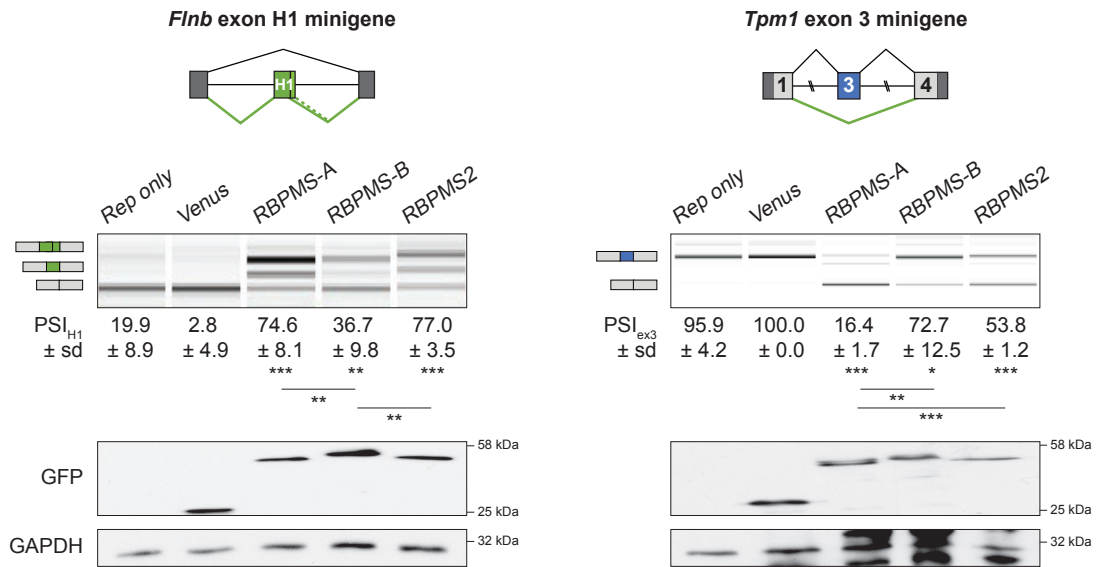 Flnb exon H1 minigene
H1
Rep only
Venus
RBPMS-A
RBPMS-B
RBPMS2
PSI_H1 19.9 2.8 74.6 36.7 77.0
± sd ± 8.9 ± 4.9 ± 8.1 ± 9.8 ± 3.5
*** ** ***
**
**
58 kDa
GFP
25 kDa
GAPDH
32 kDa
Tpm1 exon 3 minigene
1 3 4
Rep only
Venus
RBPMS-A
RBPMS-B
RBPMS2
PSI_ex3 95.9 100.0 16.4 72.7 53.8
± sd ± 4.2 ± 0.0 ± 1.7 ± 12.5 ± 1.2
*** * ***
**
***
58 kDa
25 kDa
32 kDa